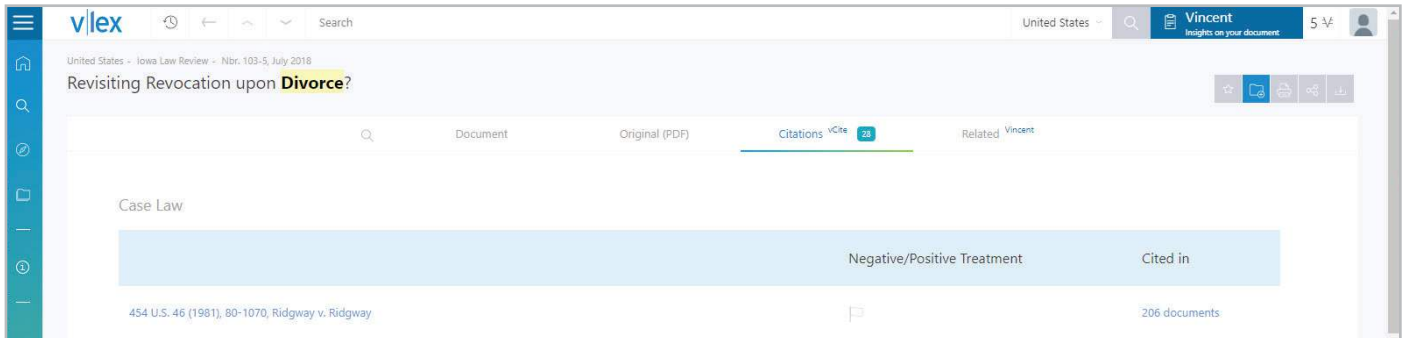 v|lex
Search
United States
Vincent
Insights on your document
5
United States - Iowa Law Review - Nbr. 103-5, July 2018
Revisiting Revocation upon Divorce?
Document
Original (PDF)
Citations vCite 28
Related Vincent
Case Law
Negative/Positive Treatment
Cited in
454 U.S. 46 (1981), 80-1070, Ridgway v. Ridgway
206 documents